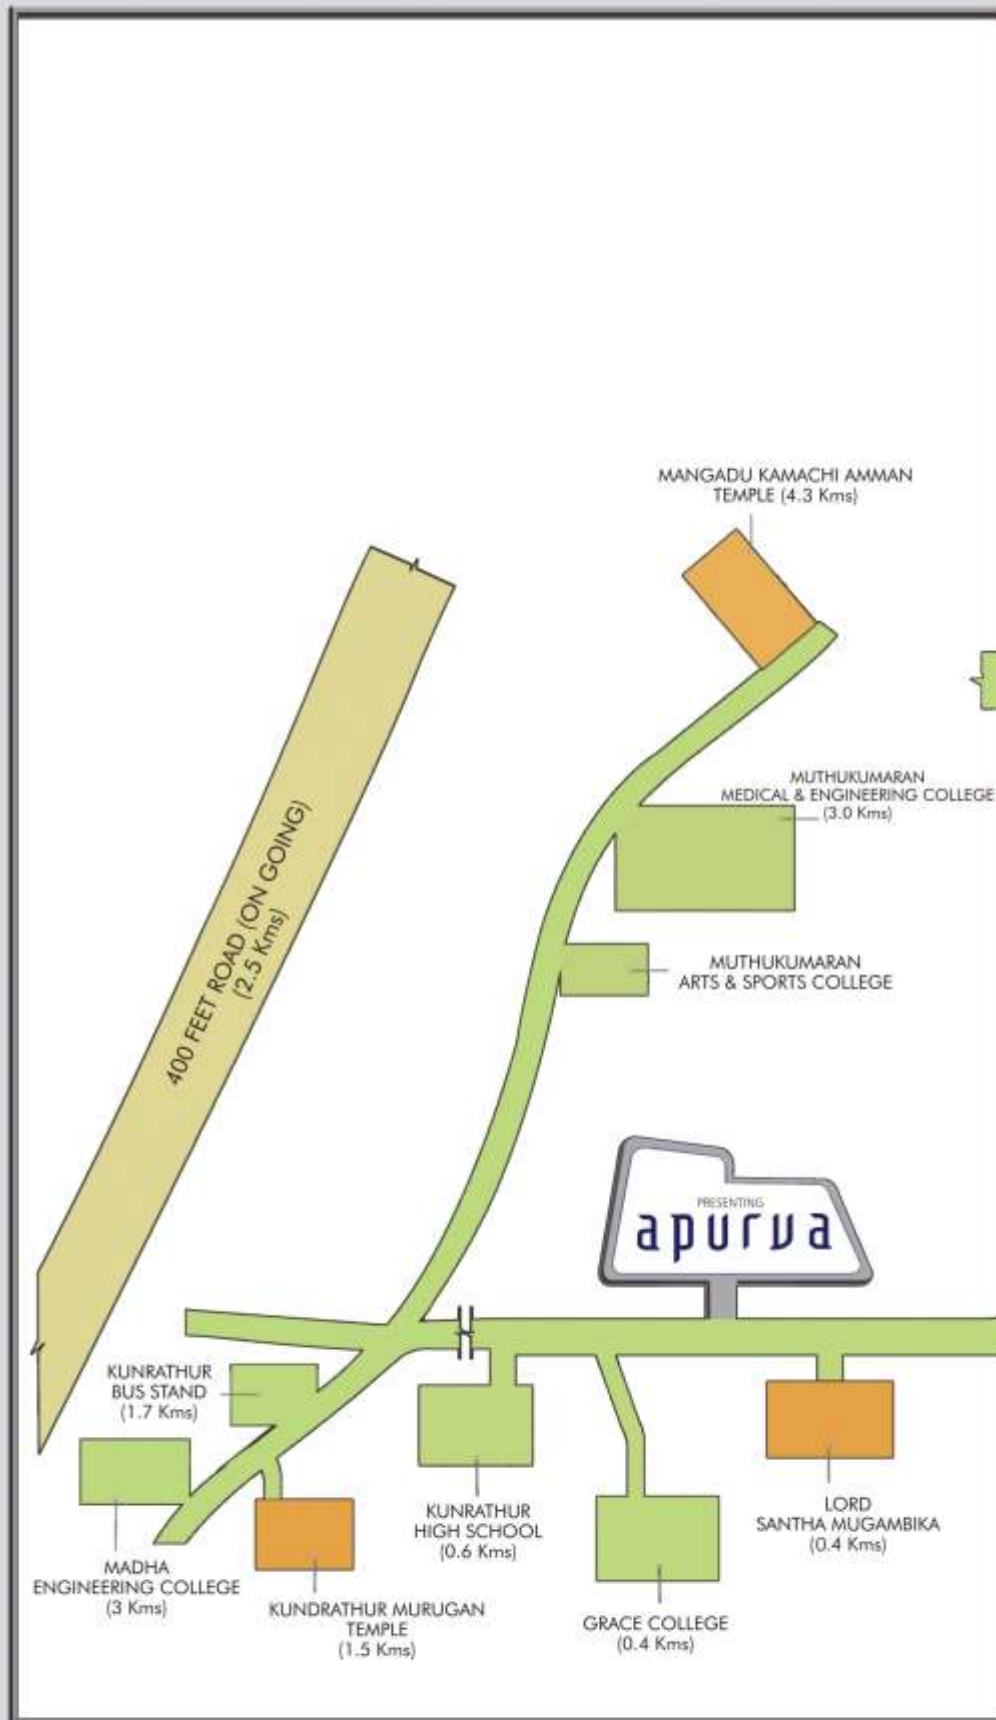 MANGADU KAMACHI AMMAN
TEMPLE (4.3 Kms)
MUTHUKUMARAN
MEDICAL & ENGINEERING COLLEGE
(3.0 Kms)
400 FEET ROAD (ON GOING)
(2.5 Kms)
MUTHUKUMARAN
ARTS & SPORTS COLLEGE
PRESENTING
apurva
KUNRATHUR
BUS STAND
(1.7 Kms)
KUNRATHUR
HIGH SCHOOL
(0.6 Kms)
LORD
SANTHA MUGAMBIKA
(0.4 Kms)
MADHA
ENGINEERING COLLEGE
(3 Kms)
KUNDRATHUR MURUGAN
TEMPLE
(1.5 Kms)
GRACE COLLEGE
(0.4 Kms)